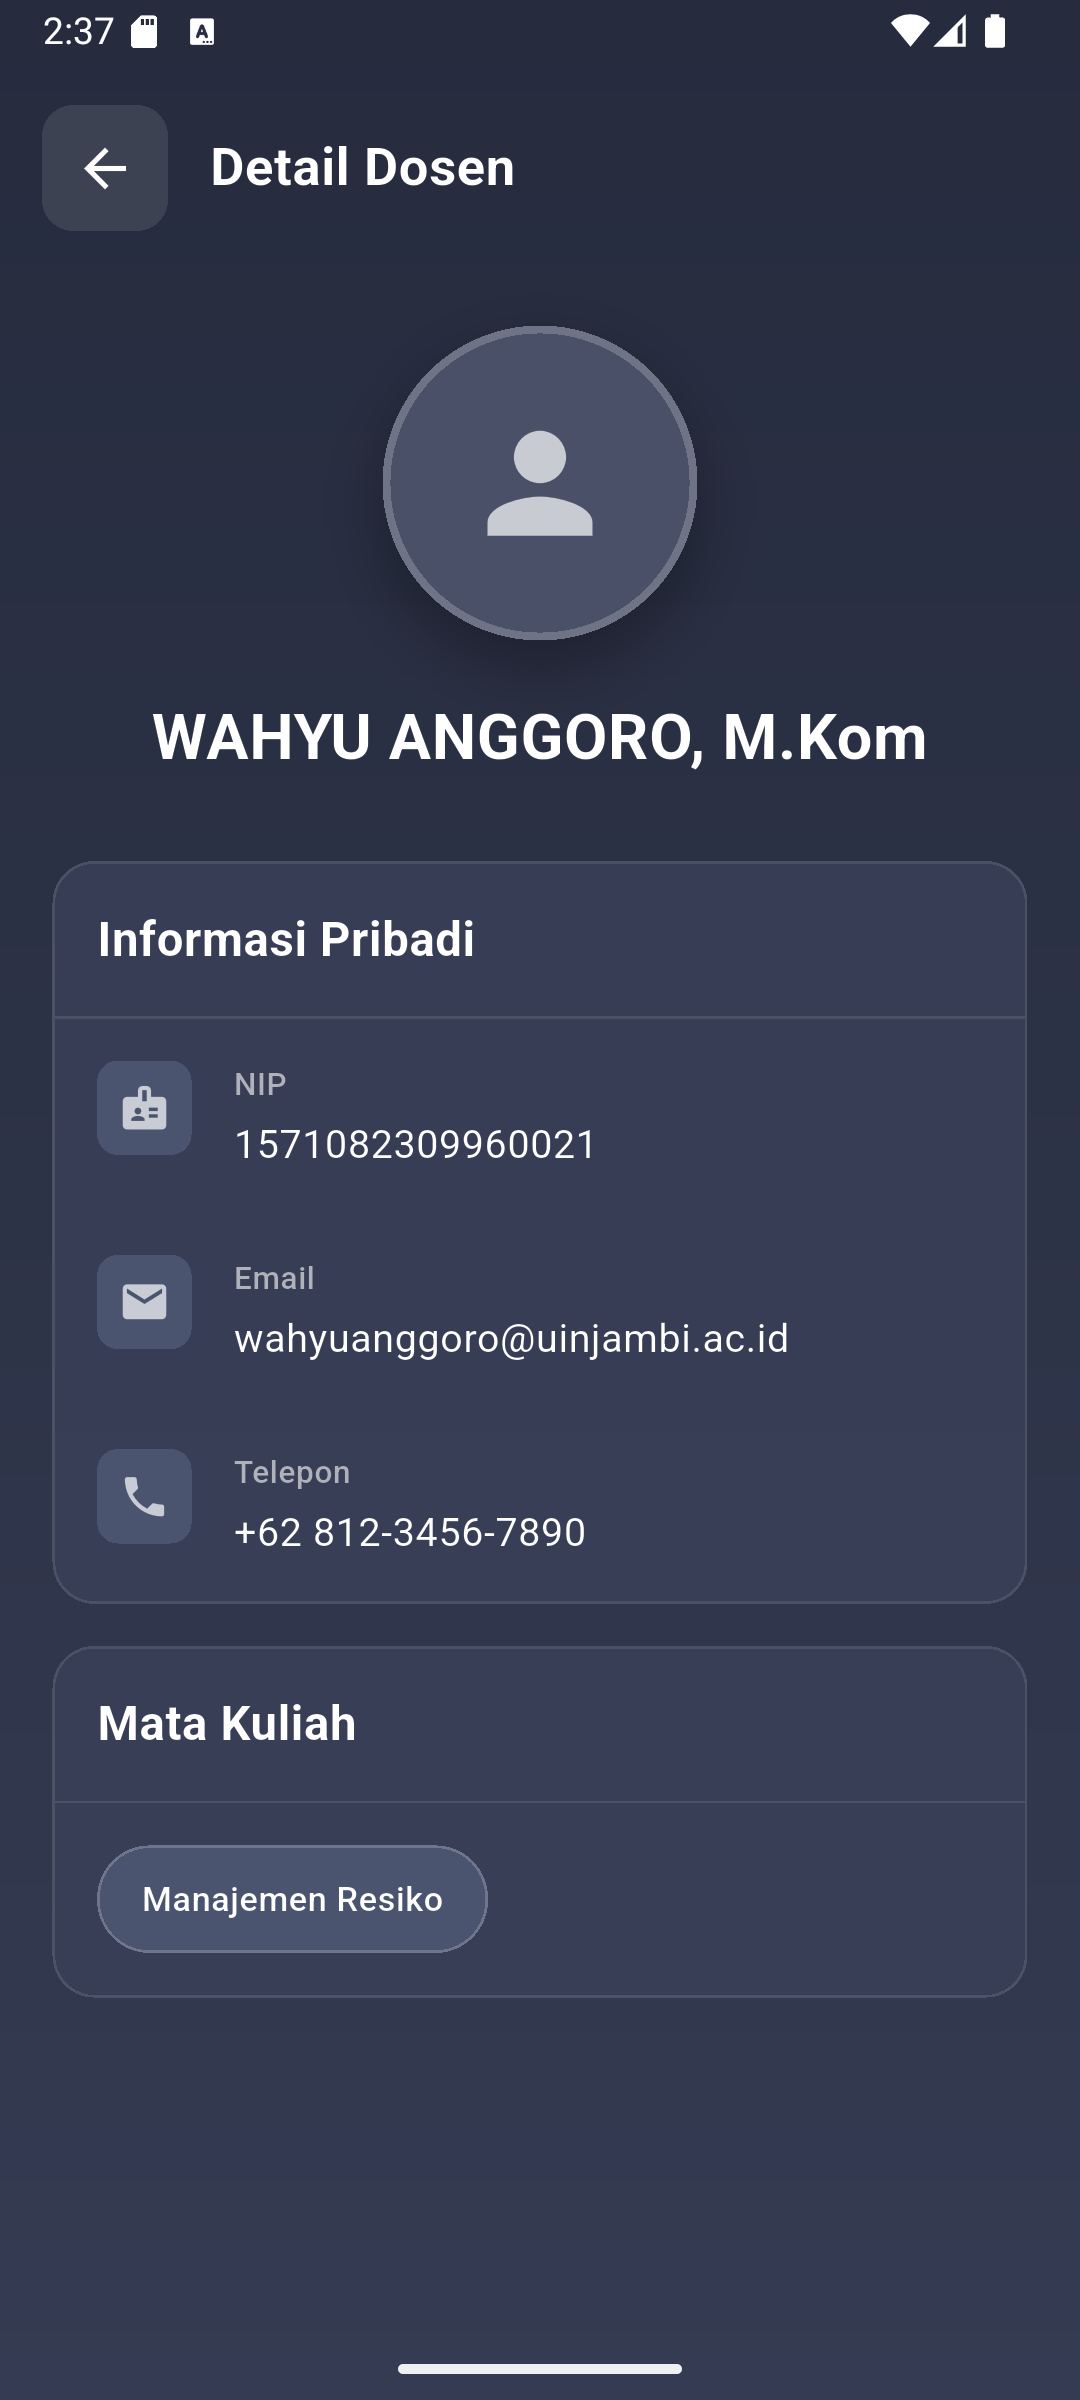 2:37
Detail Dosen
WAHYU ANGGORO, M.Kom
Informasi Pribadi
NIP
1571082309960021
Email
wahyuanggoro@uinjambi.ac.id
Telepon
+62 812-3456-7890
Mata Kuliah
Manajemen Resiko